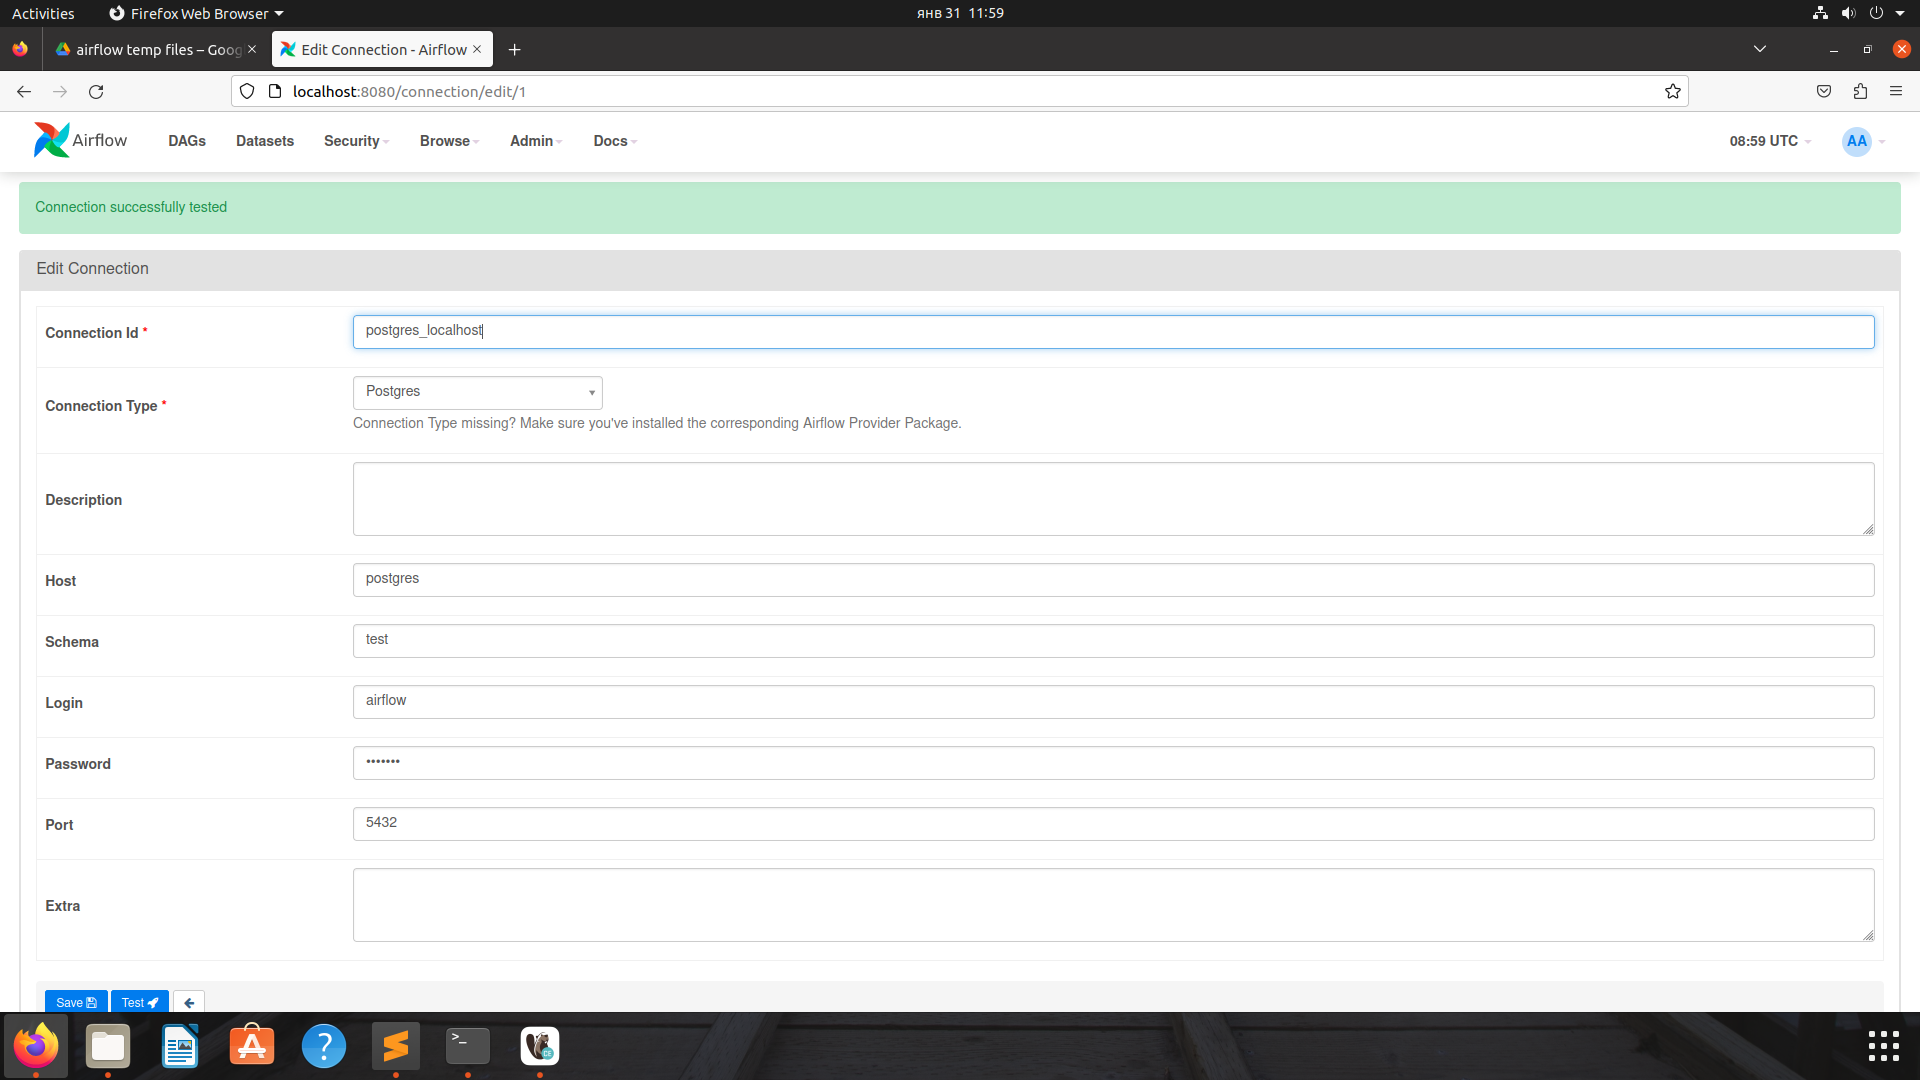 Activities
Firefox Web Browser
янв 31 11:59
airflow temp files – Goog
Edit Connection - Airflow
localhost:8080/connection/edit/1
Airflow
DAGs
Datasets
Security
Browse
Admin
Docs
08:59 UTC
AA
Connection successfully tested
Edit Connection
Connection Id *
postgres_localhost
Connection Type *
Postgres
Connection Type missing? Make sure you've installed the corresponding Airflow Provider Package.
Description
Host
postgres
Schema
test
Login
airflow
Password
•••••••
Port
5432
Extra
Save
Test